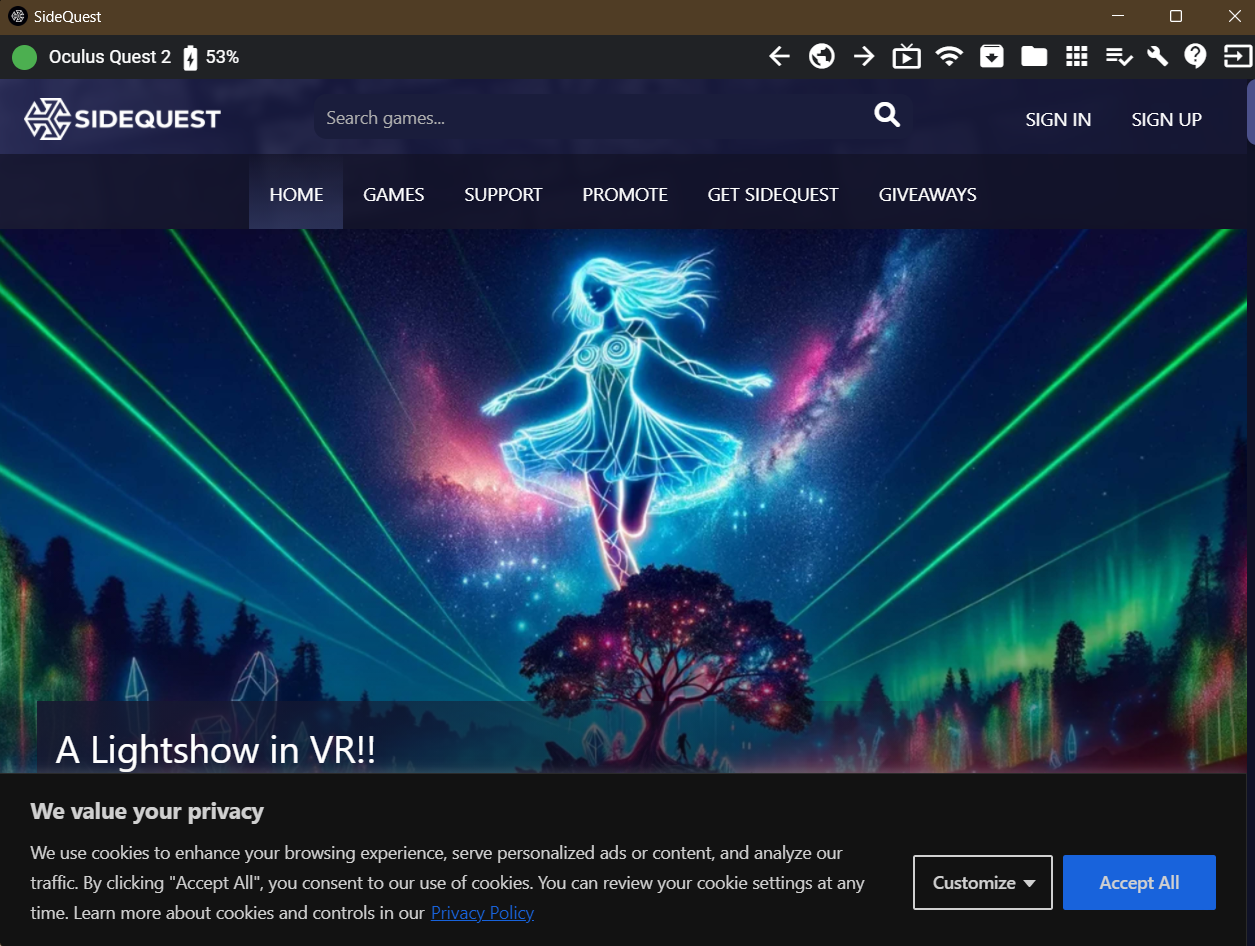 SideQuest
Oculus Quest 2 53%
SIDEQUEST
Search games...
SIGN IN
SIGN UP
HOME
GAMES
SUPPORT
PROMOTE
GET SIDEQUEST
GIVEAWAYS
A Lightshow in VR!!
We value your privacy
We use cookies to enhance your browsing experience, serve personalized ads or content, and analyze our
traffic. By clicking "Accept All", you consent to our use of cookies. You can review your cookie settings at any
time. Learn more about cookies and controls in our Privacy Policy
Customize
Accept All